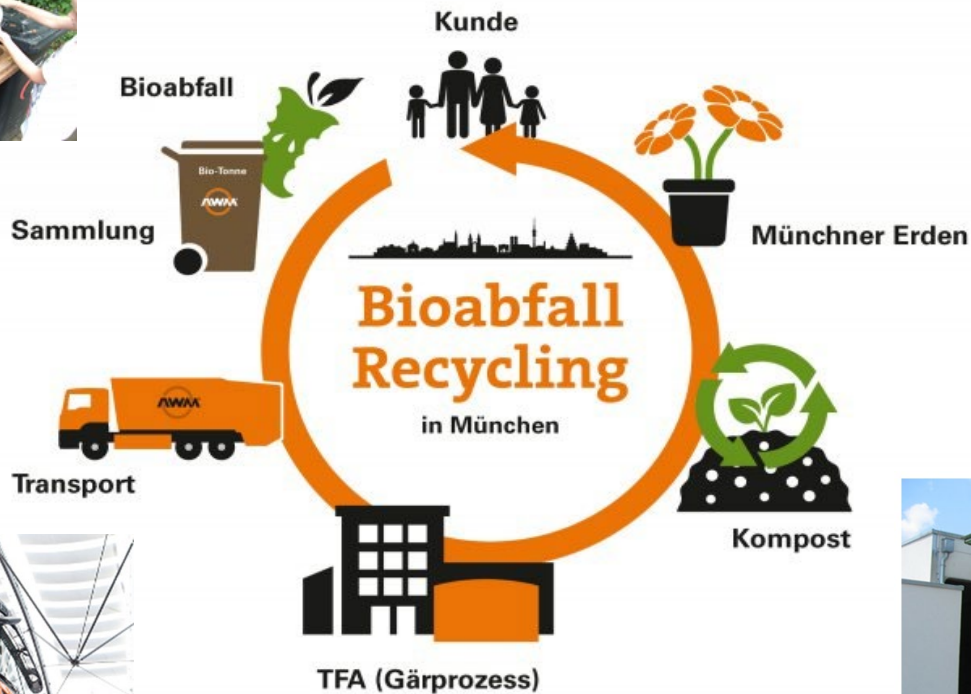 Kunde
Bioabfall
Bio-Tonne
AWM
Sammlung
Münchner Erden
Bioabfall
Recycling
in München
AWM
Transport
Kompost
TFA (Gärprozess)